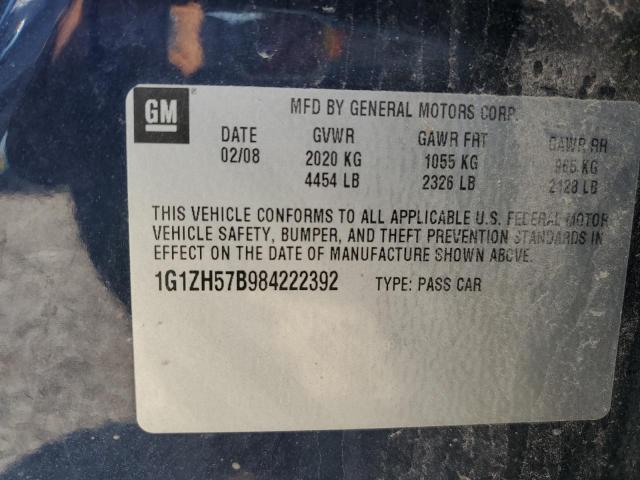 GM
MFD BY GENERAL MOTORS CORP.
DATE GVWR GAWR FRT GAWR RR
02/08 2020 KG 1055 KG 965 KG
4454 LB 2326 LB 2128 LB
THIS VEHICLE CONFORMS TO ALL APPLICABLE U.S. FEDERAL MOTOR
VEHICLE SAFETY, BUMPER, AND THEFT PREVENTION STANDARDS IN
EFFECT ON THE DATE OF MANUFACTURE SHOWN ABOVE.
1G1ZH57B984222392 TYPE: PASS CAR